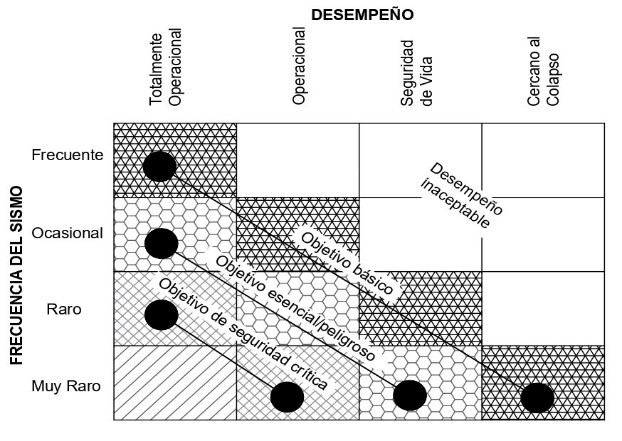 DESEMPEÑO
Totalmente
Operacional
Operacional
Seguridad
de Vida
Cercano al
Colapso
FRECUENCIA DEL SISMO
Frecuente
Ocasional
Raro
Muy Raro
Desempeño
inaceptable
Objetivo básico
Objetivo esencial/peligroso
Objetivo de seguridad crítica